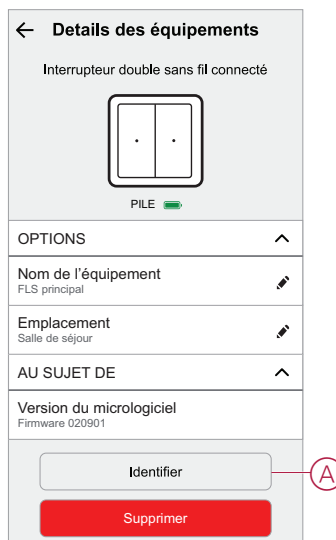 Details des équipements
Interrupteur double sans fil connecté
PILE
OPTIONS
Nom de l'équipement
FLS principal
Emplacement
Salle de séjour
AU SUJET DE
Version du micrologiciel
Firmware 020901
Identifier
A
Supprimer